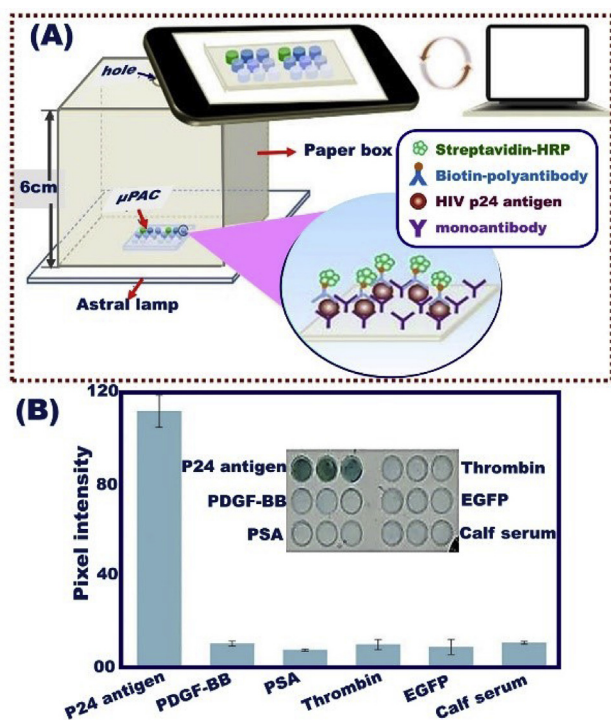 (A)
hole
Paper box
6cm
μPAC
Astral lamp
Streptavidin-HRP
Biotin-polyantibody
HIV p24 antigen
monoantibody
(B)
Pixel intensity
120
80
40
00
P24 antigen
Thrombin
PDGF-BB
EGFP
PSA
Calf serum
P24 antigen
PDGF-BB
PSA
Thrombin
EGFP
Calf serum